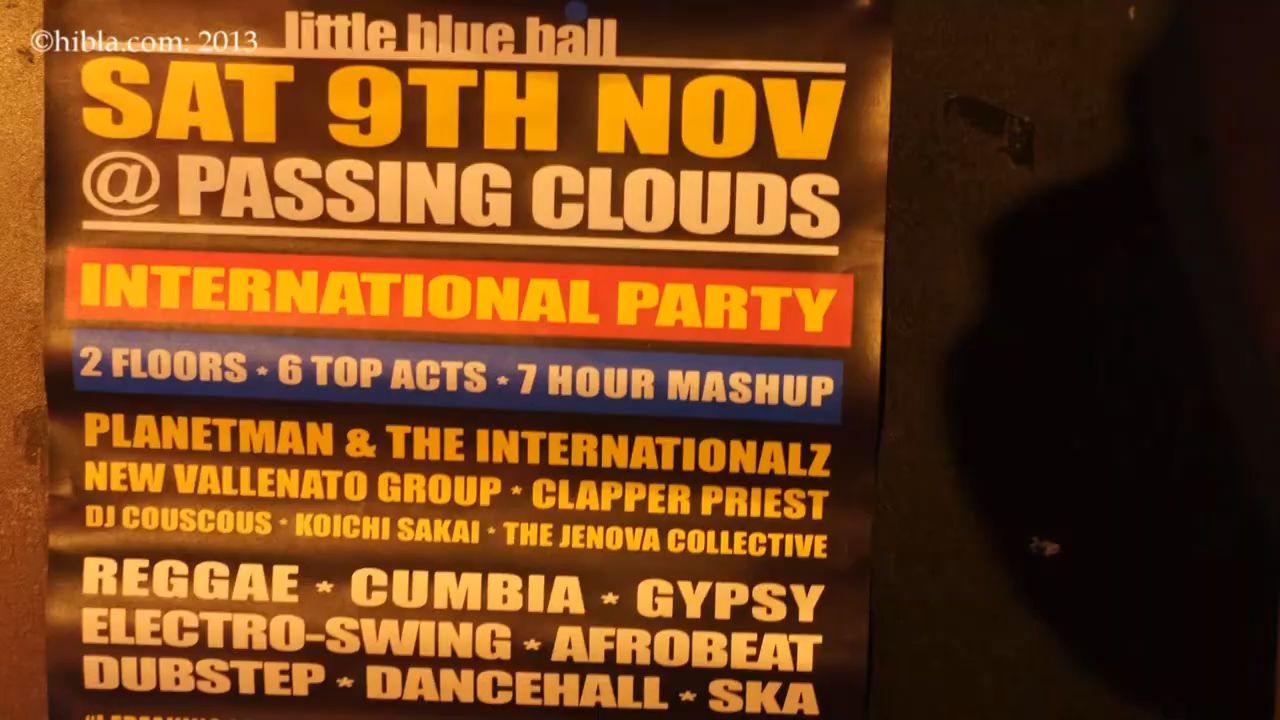 ©hibla.com: 2013
little blue ball
SAT 9TH NOV
@ PASSING CLOUDS
INTERNATIONAL PARTY
2 FLOORS * 6 TOP ACTS * 7 HOUR MASHUP
PLANETMAN & THE INTERNATIONALZ
NEW VALLENATO GROUP * CLAPPER PRIEST
DJ COUSCOUS * KOICHI SAKAI * THE JENOVA COLLECTIVE
REGGAE * CUMBIA * GYPSY
ELECTRO-SWING * AFROBEAT
DUBSTEP * DANCEHALL * SKA